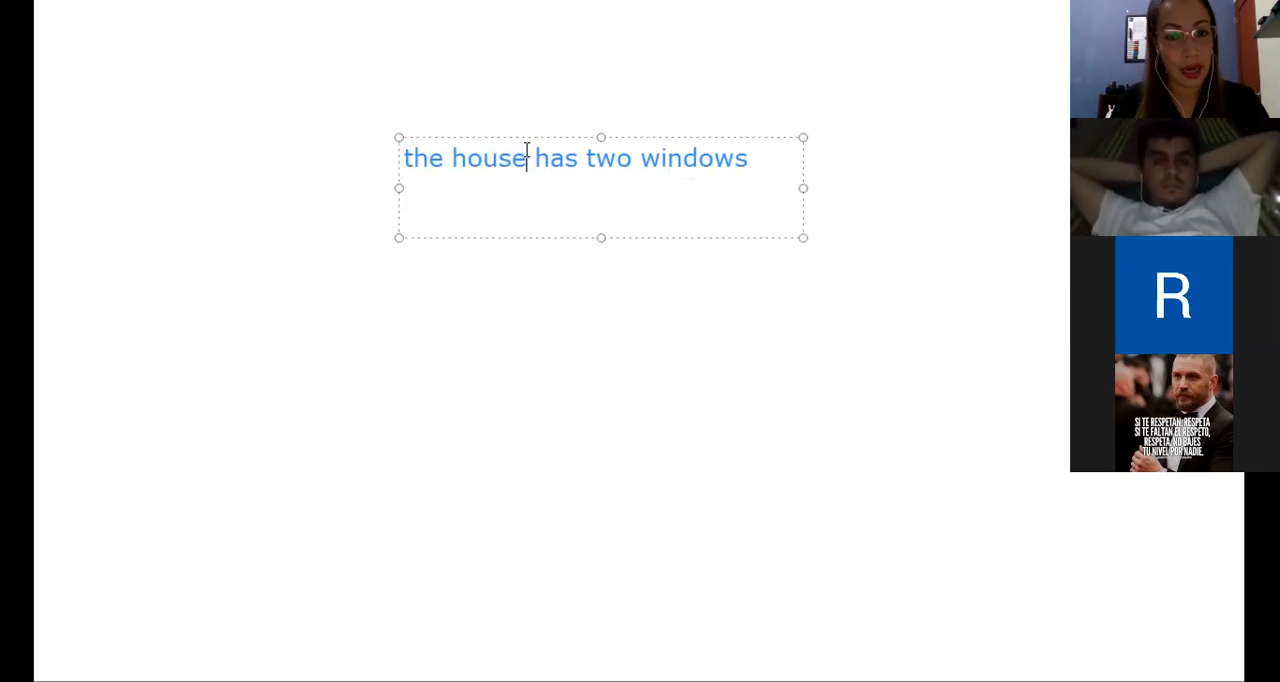 the house has two windows
R
SI TE RESPETAN, RESPETA
SI TE FALTAN EL RESPETO,
RESPETA, NO BAJES
TU NIVEL POR NADIE.